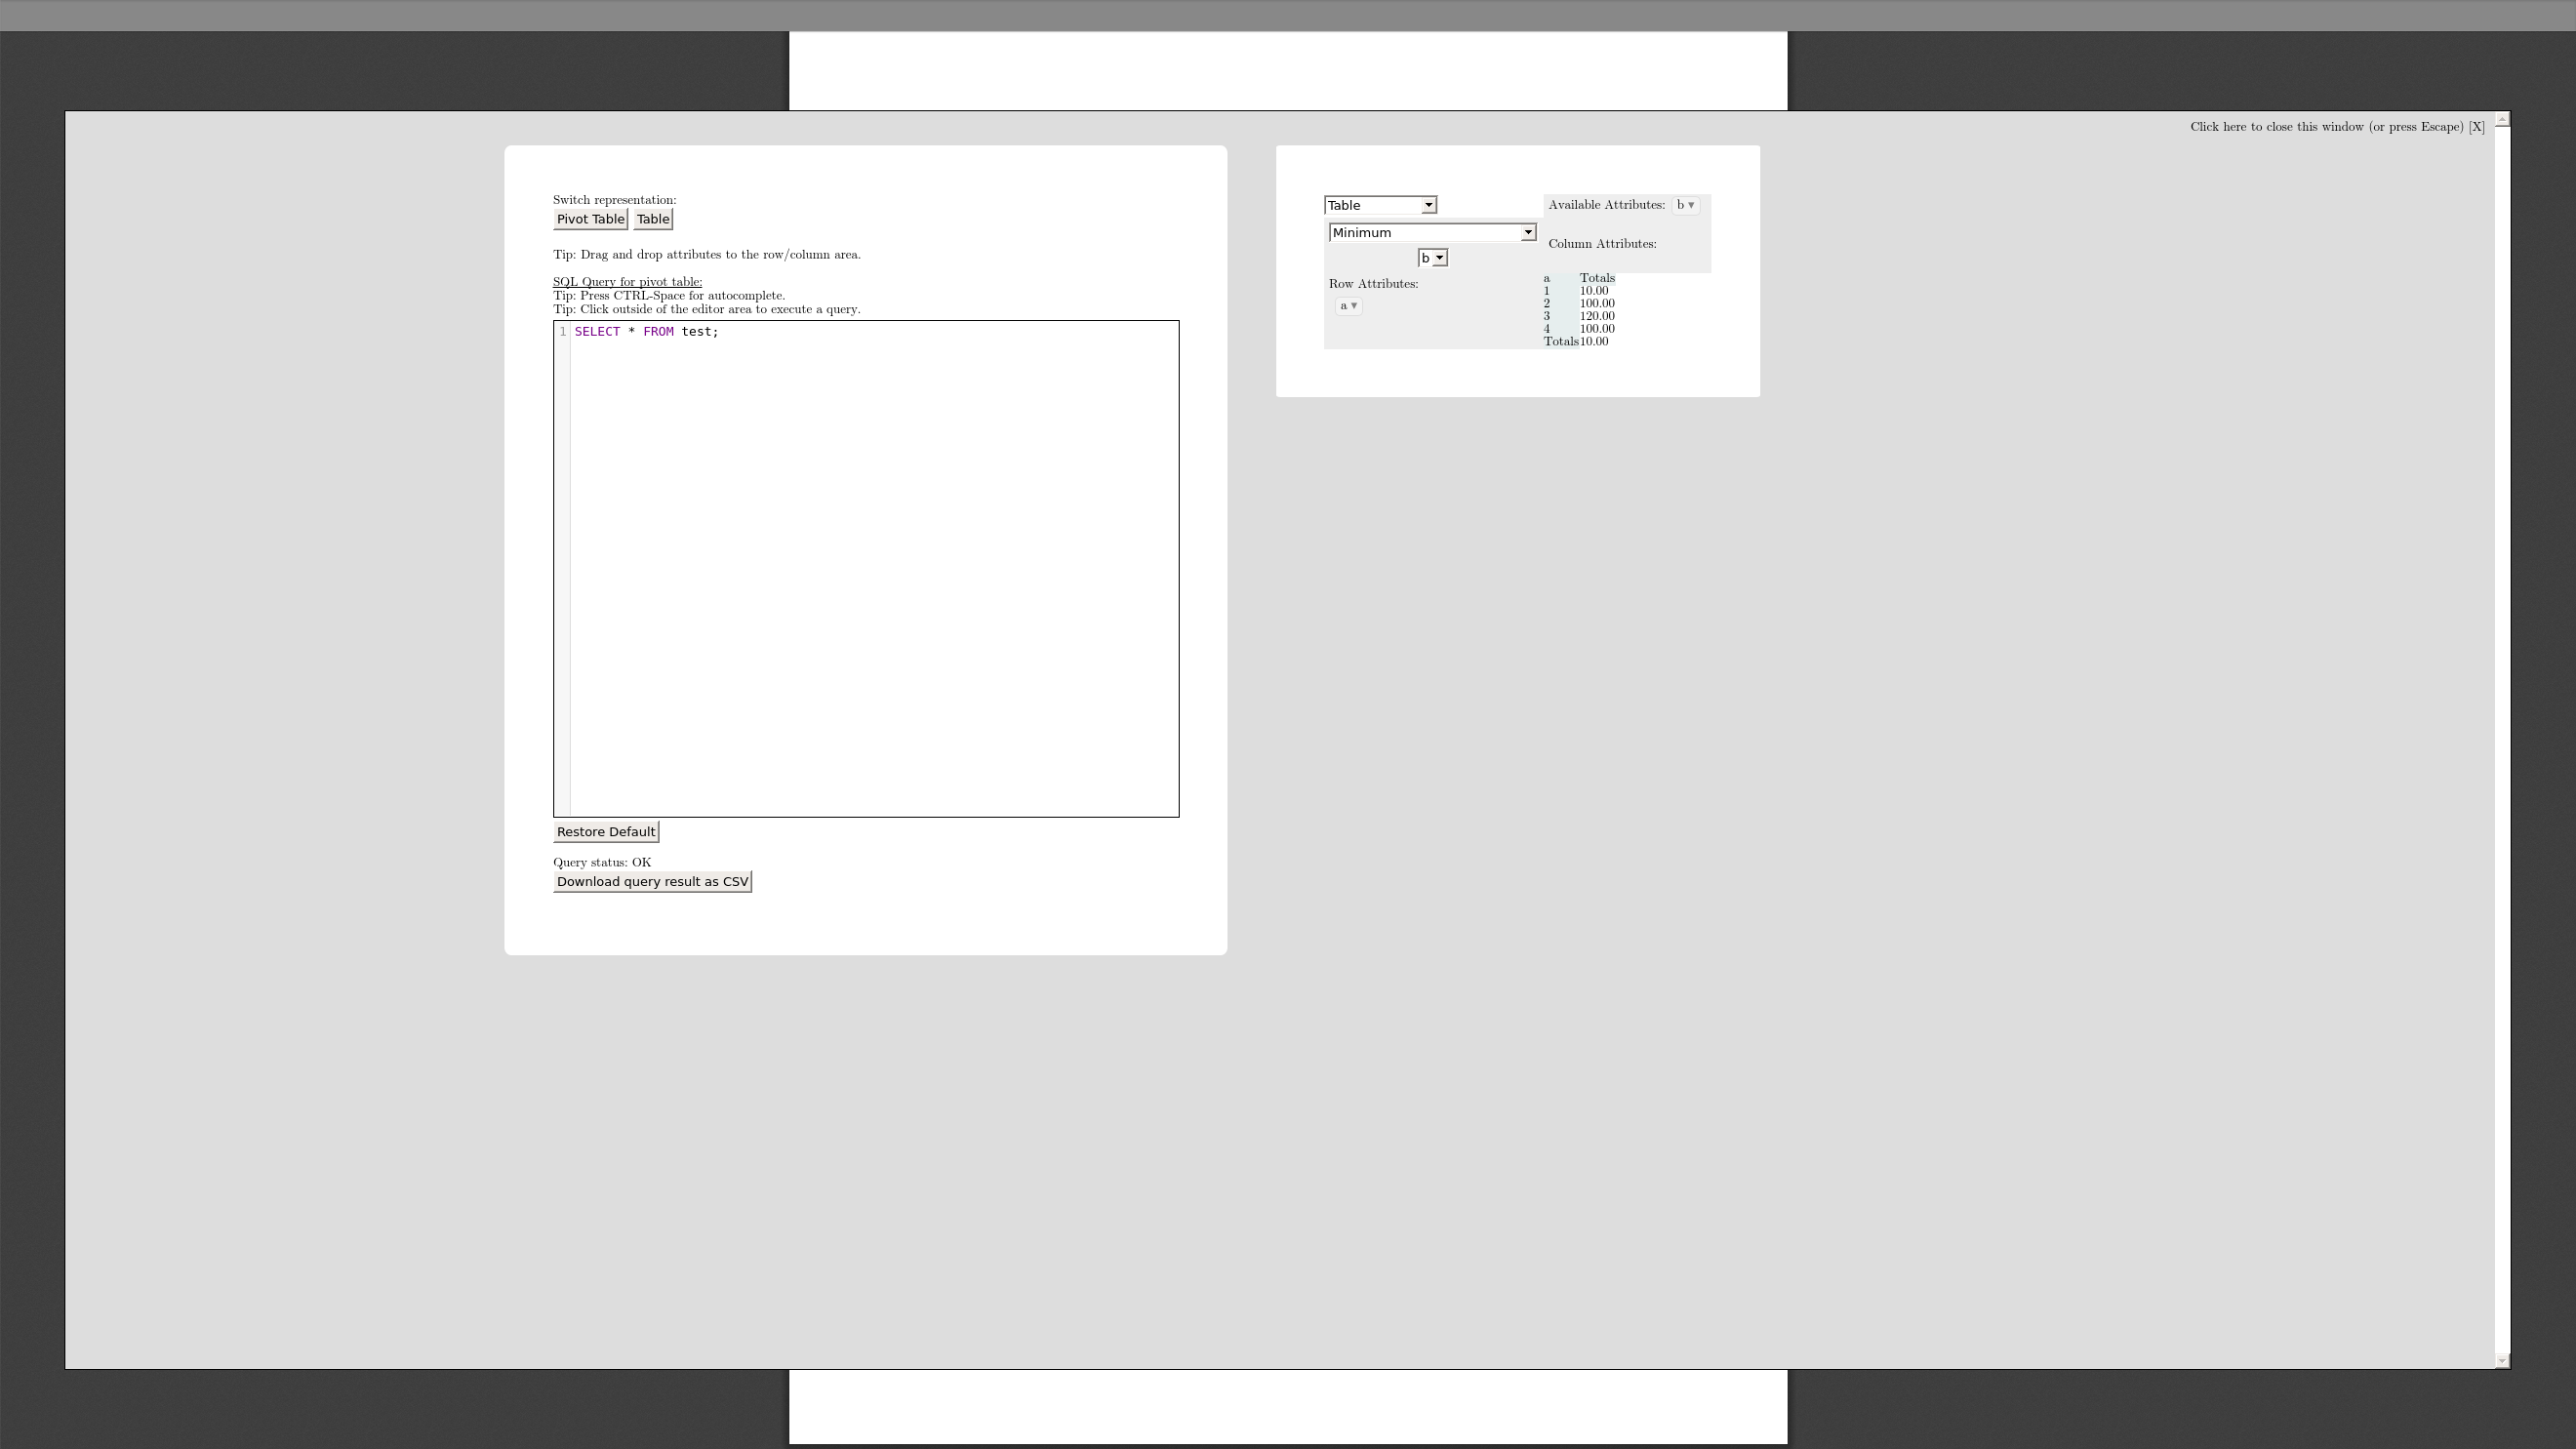 Click here to close this window (or press Escape) [X]
Switch representation:
Pivot Table Table
Tip: Drag and drop attributes to the row/column area.
SQL Query for pivot table:
Tip: Press CTRL-Space for autocomplete.
Tip: Click outside of the editor area to execute a query.
1 SELECT * FROM test;
Restore Default
Query status: OK
Download query result as CSV
Table
Available Attributes: b ▾
Minimum
Column Attributes:
b
Row Attributes:
a ▾
a Totals
1 10.00
2 100.00
3 120.00
4 100.00
Totals 10.00